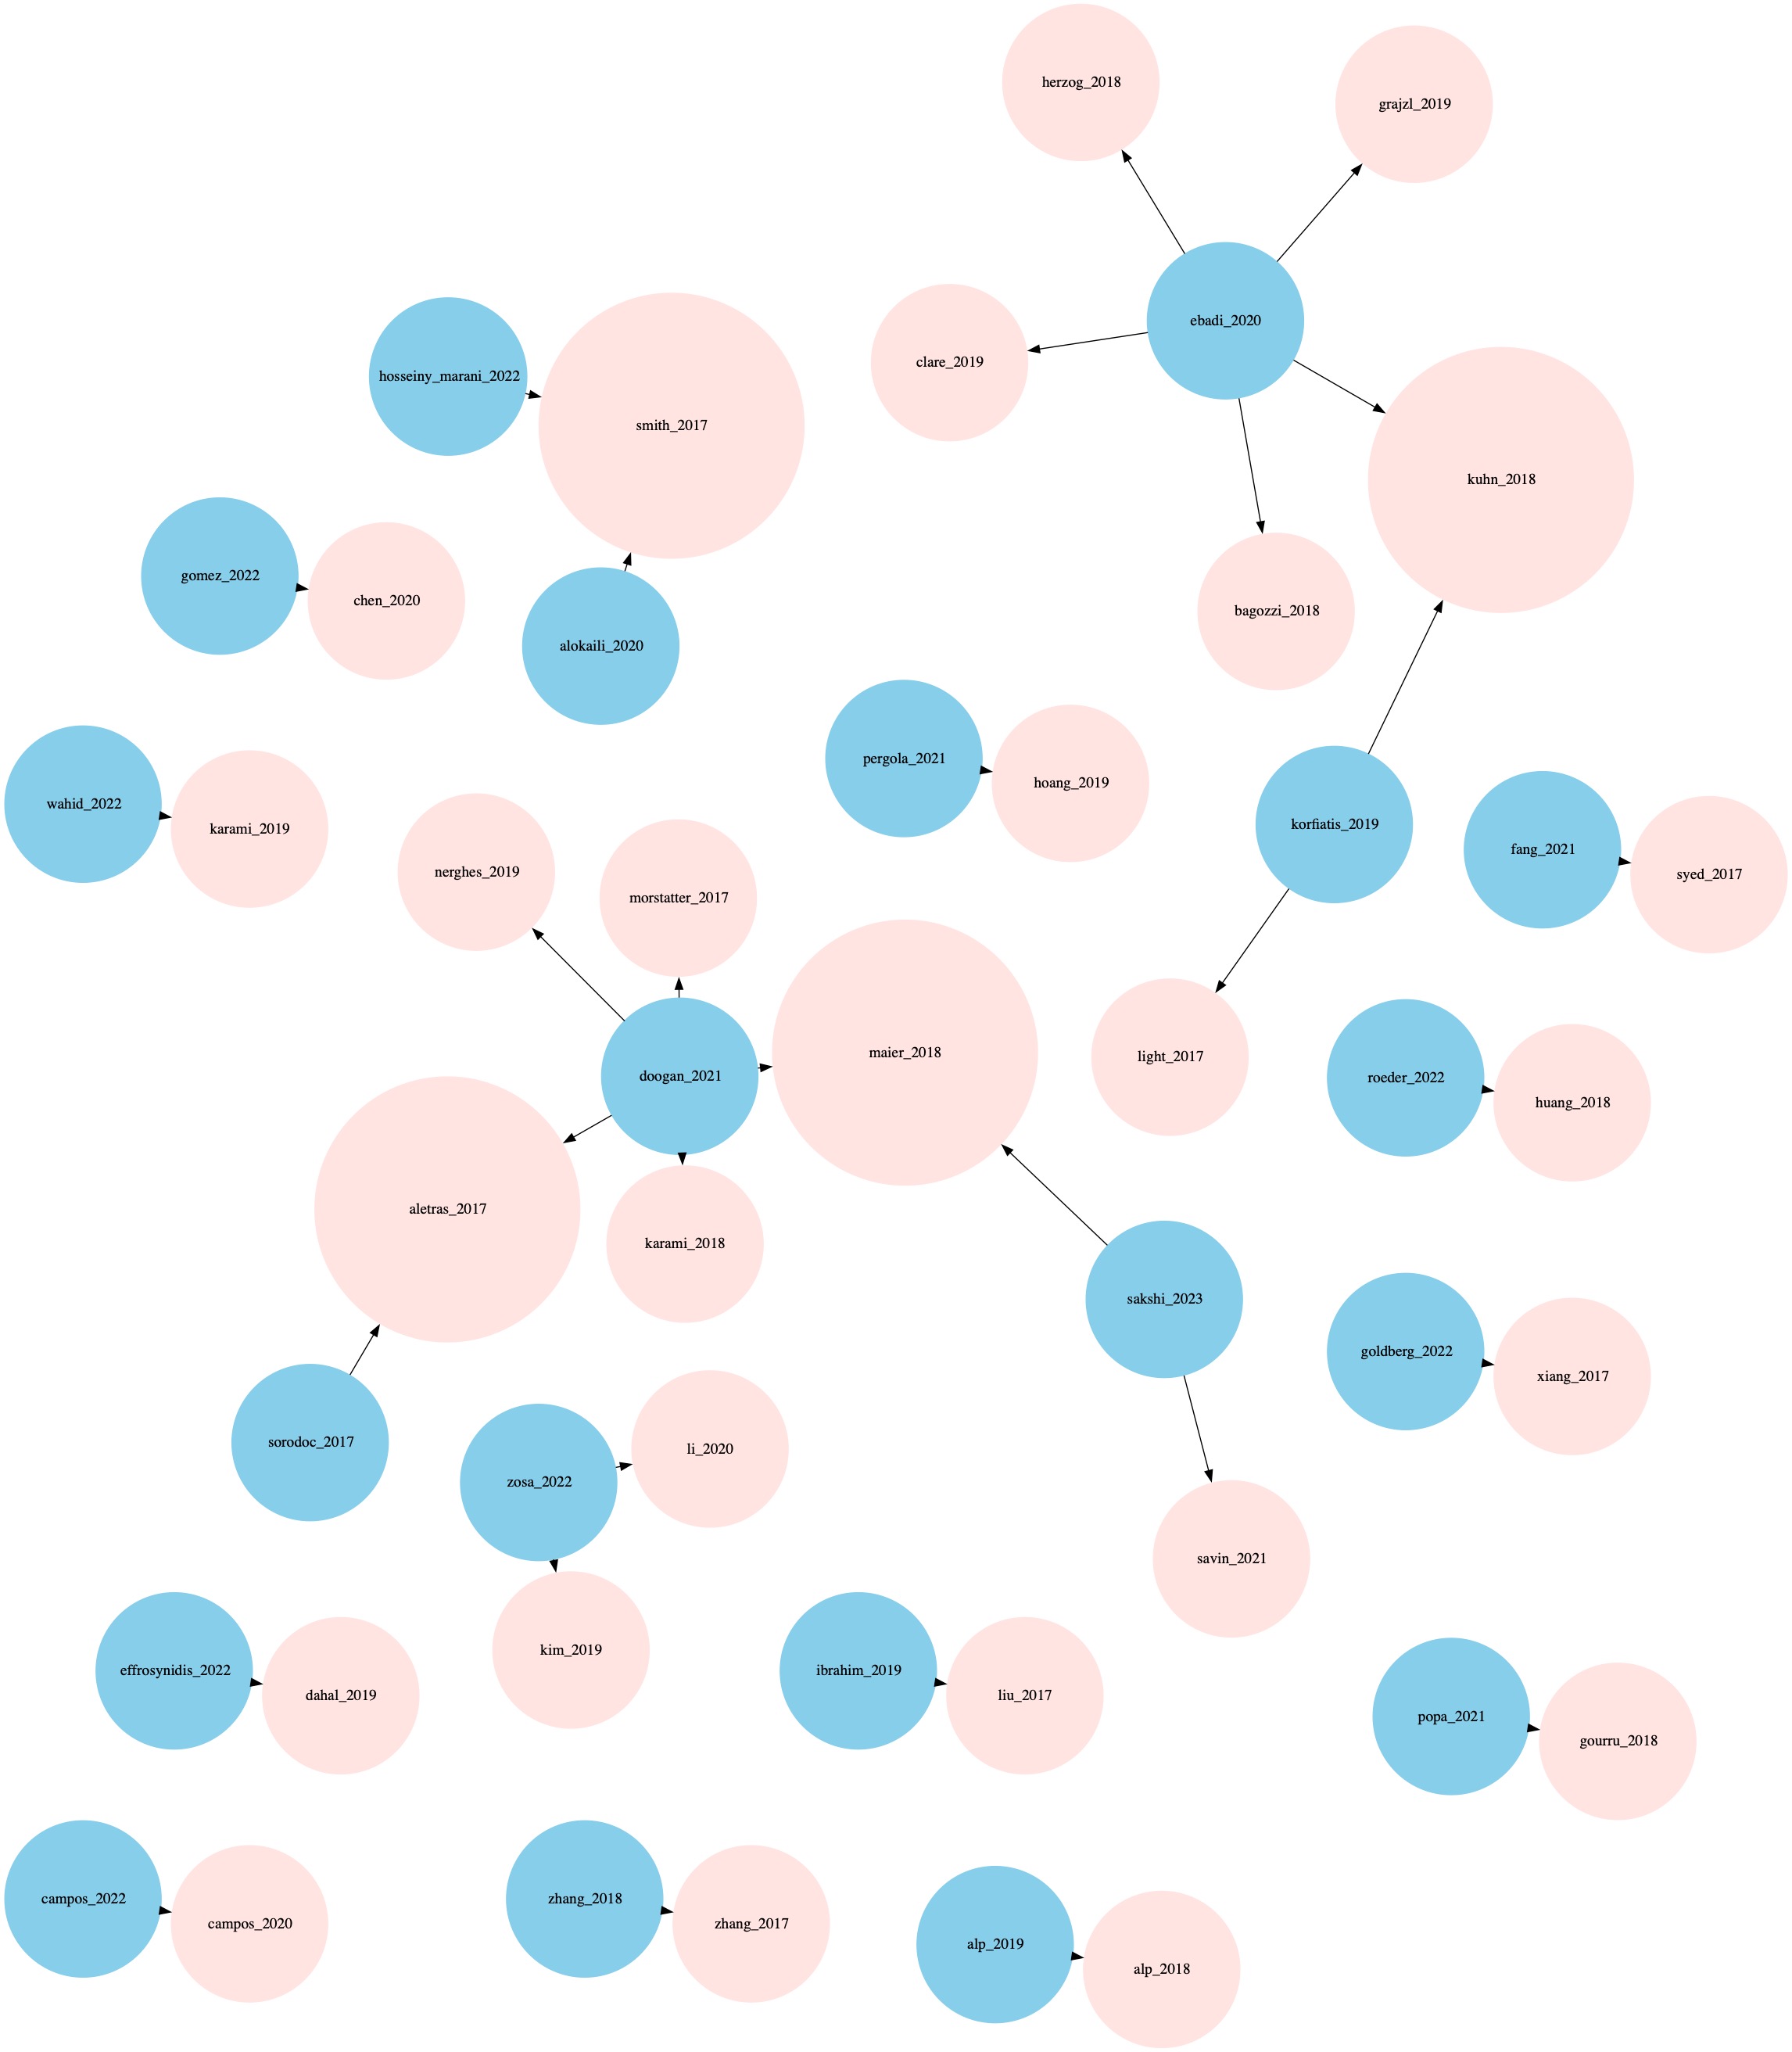 herzog_2018
grajzl_2019
ebadi_2020
clare_2019
hosseiny_marani_2022
smith_2017
kuhn_2018
gomez_2022
chen_2020
bagozzi_2018
alokaili_2020
pergola_2021
hoang_2019
wahid_2022
karami_2019
korfiatis_2019
fang_2021
syed_2017
nerghes_2019
morstatter_2017
maier_2018
light_2017
doogan_2021
roeder_2022
huang_2018
aletras_2017
karami_2018
sakshi_2023
goldberg_2022
xiang_2017
sorodoc_2017
li_2020
zosa_2022
savin_2021
kim_2019
effrosynidis_2022
dahal_2019
ibrahim_2019
liu_2017
popa_2021
gourru_2018
campos_2022
campos_2020
zhang_2018
zhang_2017
alp_2019
alp_2018